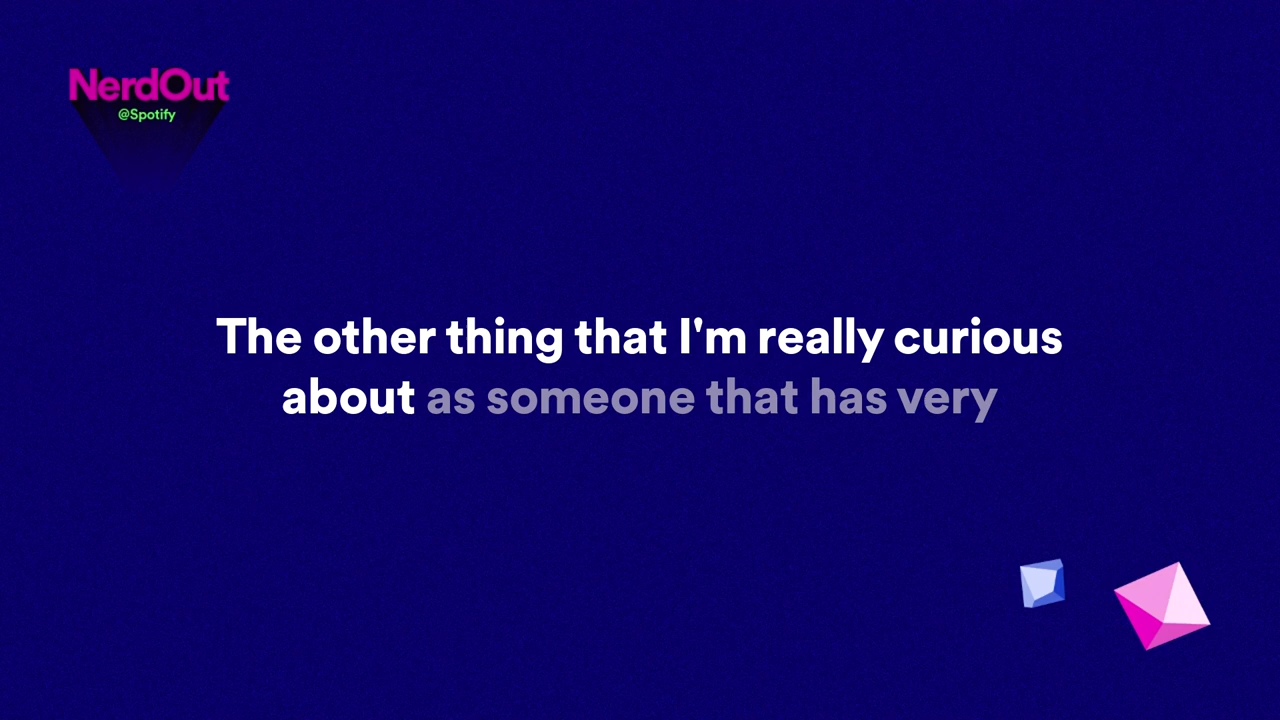 NerdOut
@Spotify
The other thing that I'm really curious
about as someone that has very